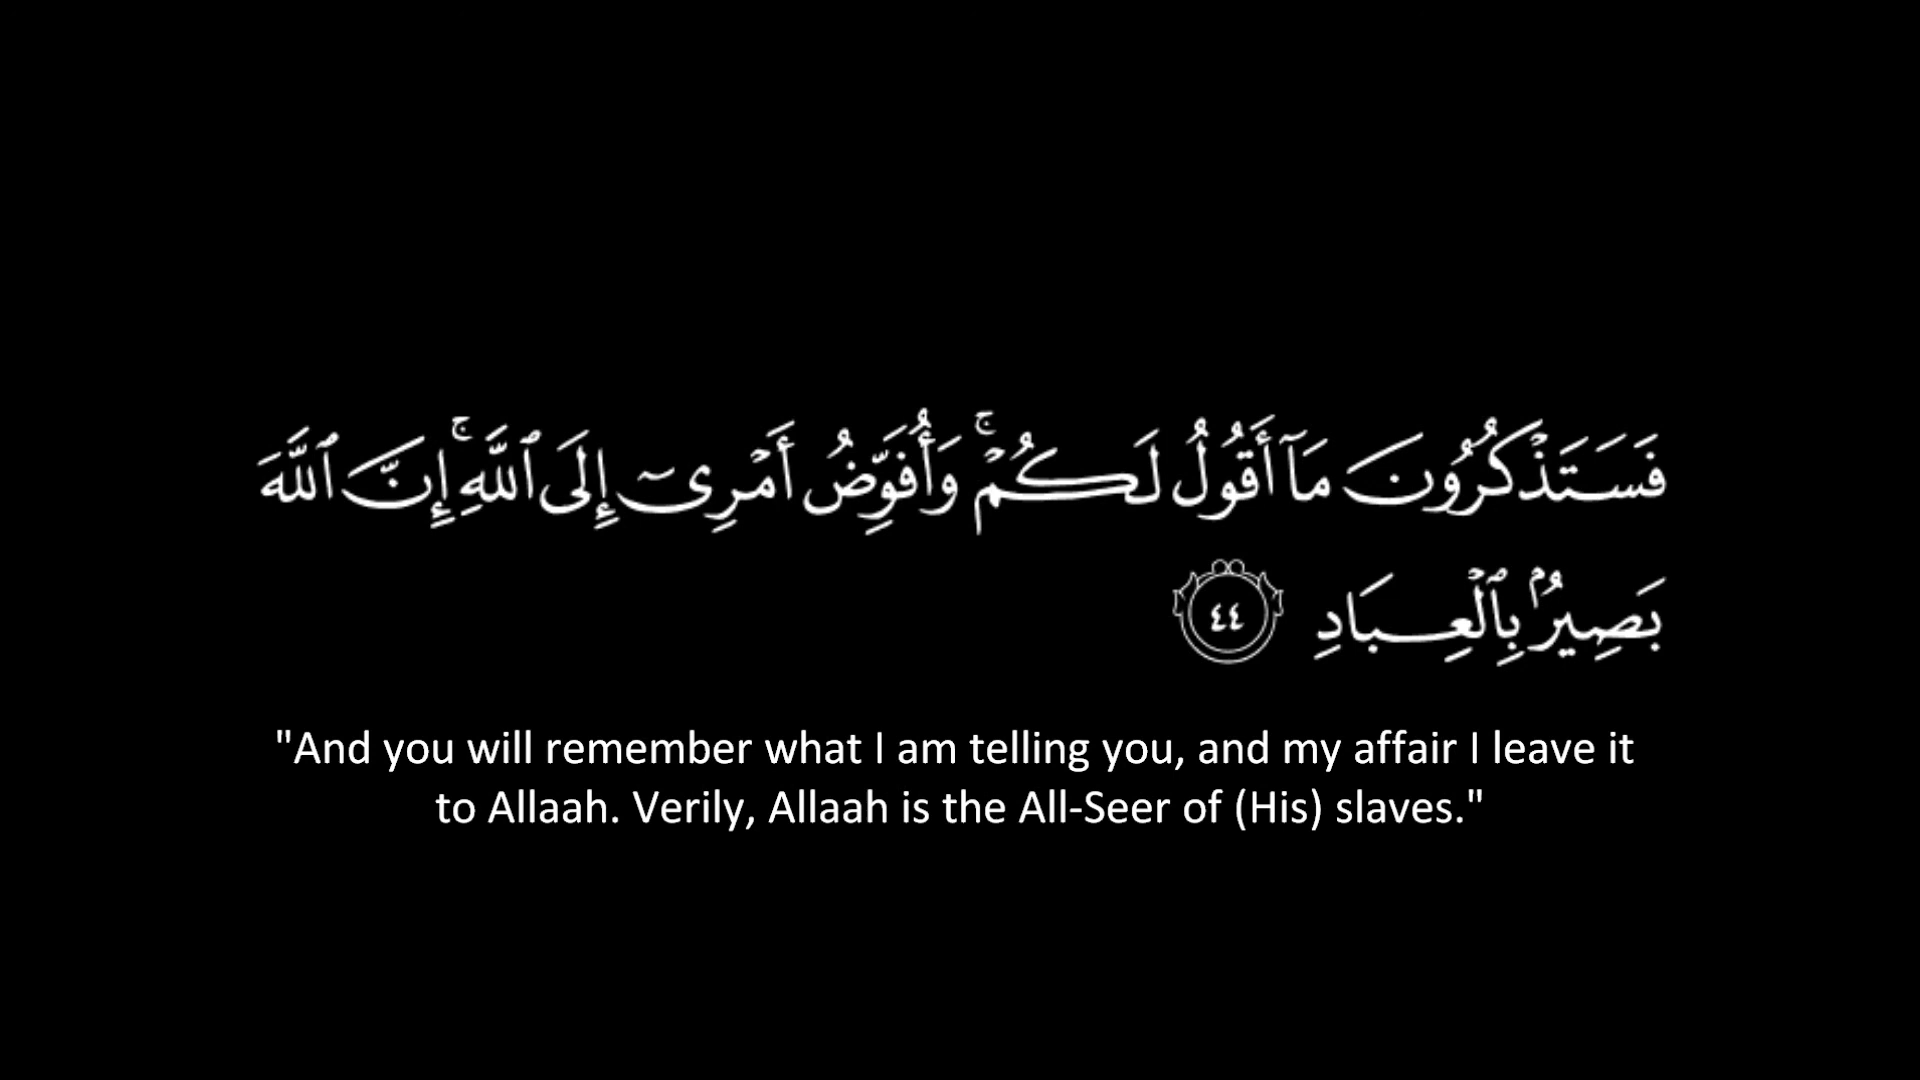 فَسَتَذْكُرُونَ مَآ أَقُولُ لَكُمْ ۚ وَأُفَوِّضُ أَمْرِىٓ إِلَى ٱللَّهِ ۚ إِنَّ ٱللَّهَ
بَصِيرٌۢ بِٱلْعِبَادِ ٤٤
"And you will remember what I am telling you, and my affair I leave it
to Allaah. Verily, Allaah is the All-Seer of (His) slaves."